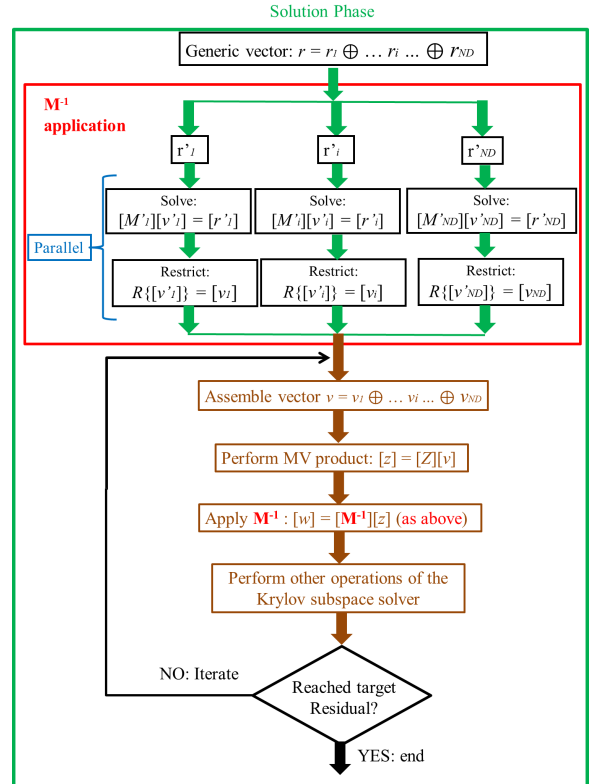 Solution Phase
Generic vector: r = r1 ⊕ … ri ... ⊕ rND
M-1
application
r'1
r'i
r'ND
Parallel
Solve:
[M'1][v'1] = [r'1]
Solve:
[M'i][v'i] = [r'i]
Solve:
[M'ND][v'ND] = [r'ND]
Restrict:
R{[v'1]} = [v1]
Restrict:
R{[v'i]} = [vi]
Restrict:
R{[v'ND]} = [vND]
Assemble vector v = v1 ⊕ … vi ... ⊕ vND
Perform MV product: [z] = [Z][v]
Apply M-1 : [w] = [M-1][z] (as above)
Perform other operations of the
Krylov subspace solver
NO: Iterate
Reached target
Residual?
YES: end